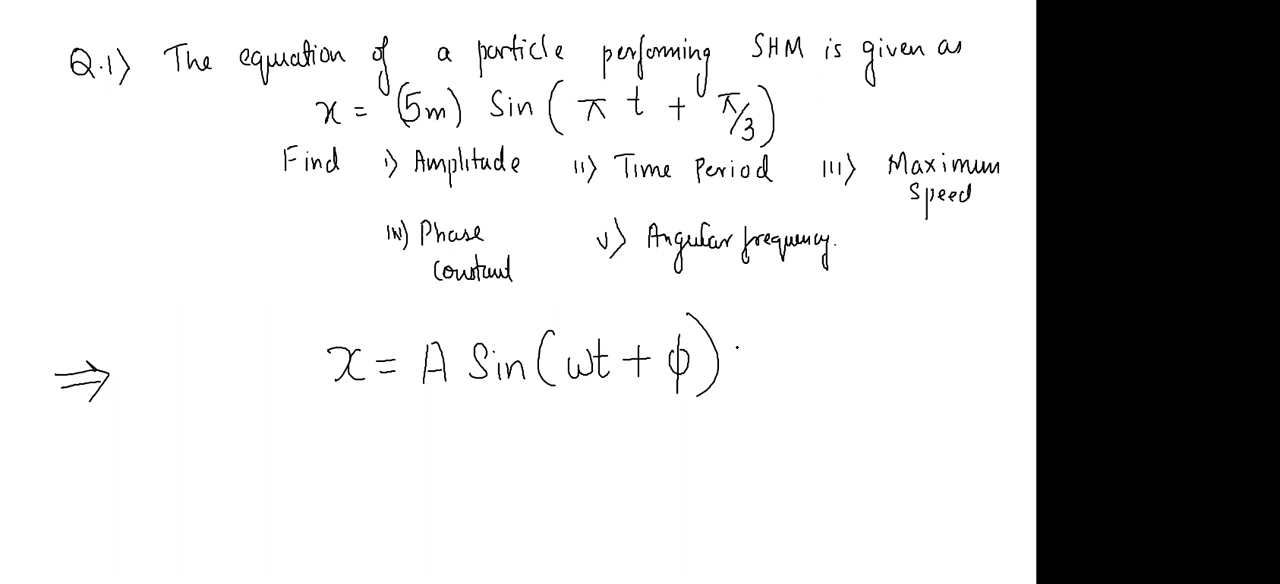 Q.1) The equation of a particle performing SHM is given as
x = (5m) Sin ( π t + π/3 )
Find i) Amplitude ii) Time Period iii) Maximum
Speed
iv) Phase v) Angular frequency.
Constant
⇒ x = A Sin(ωt + φ).